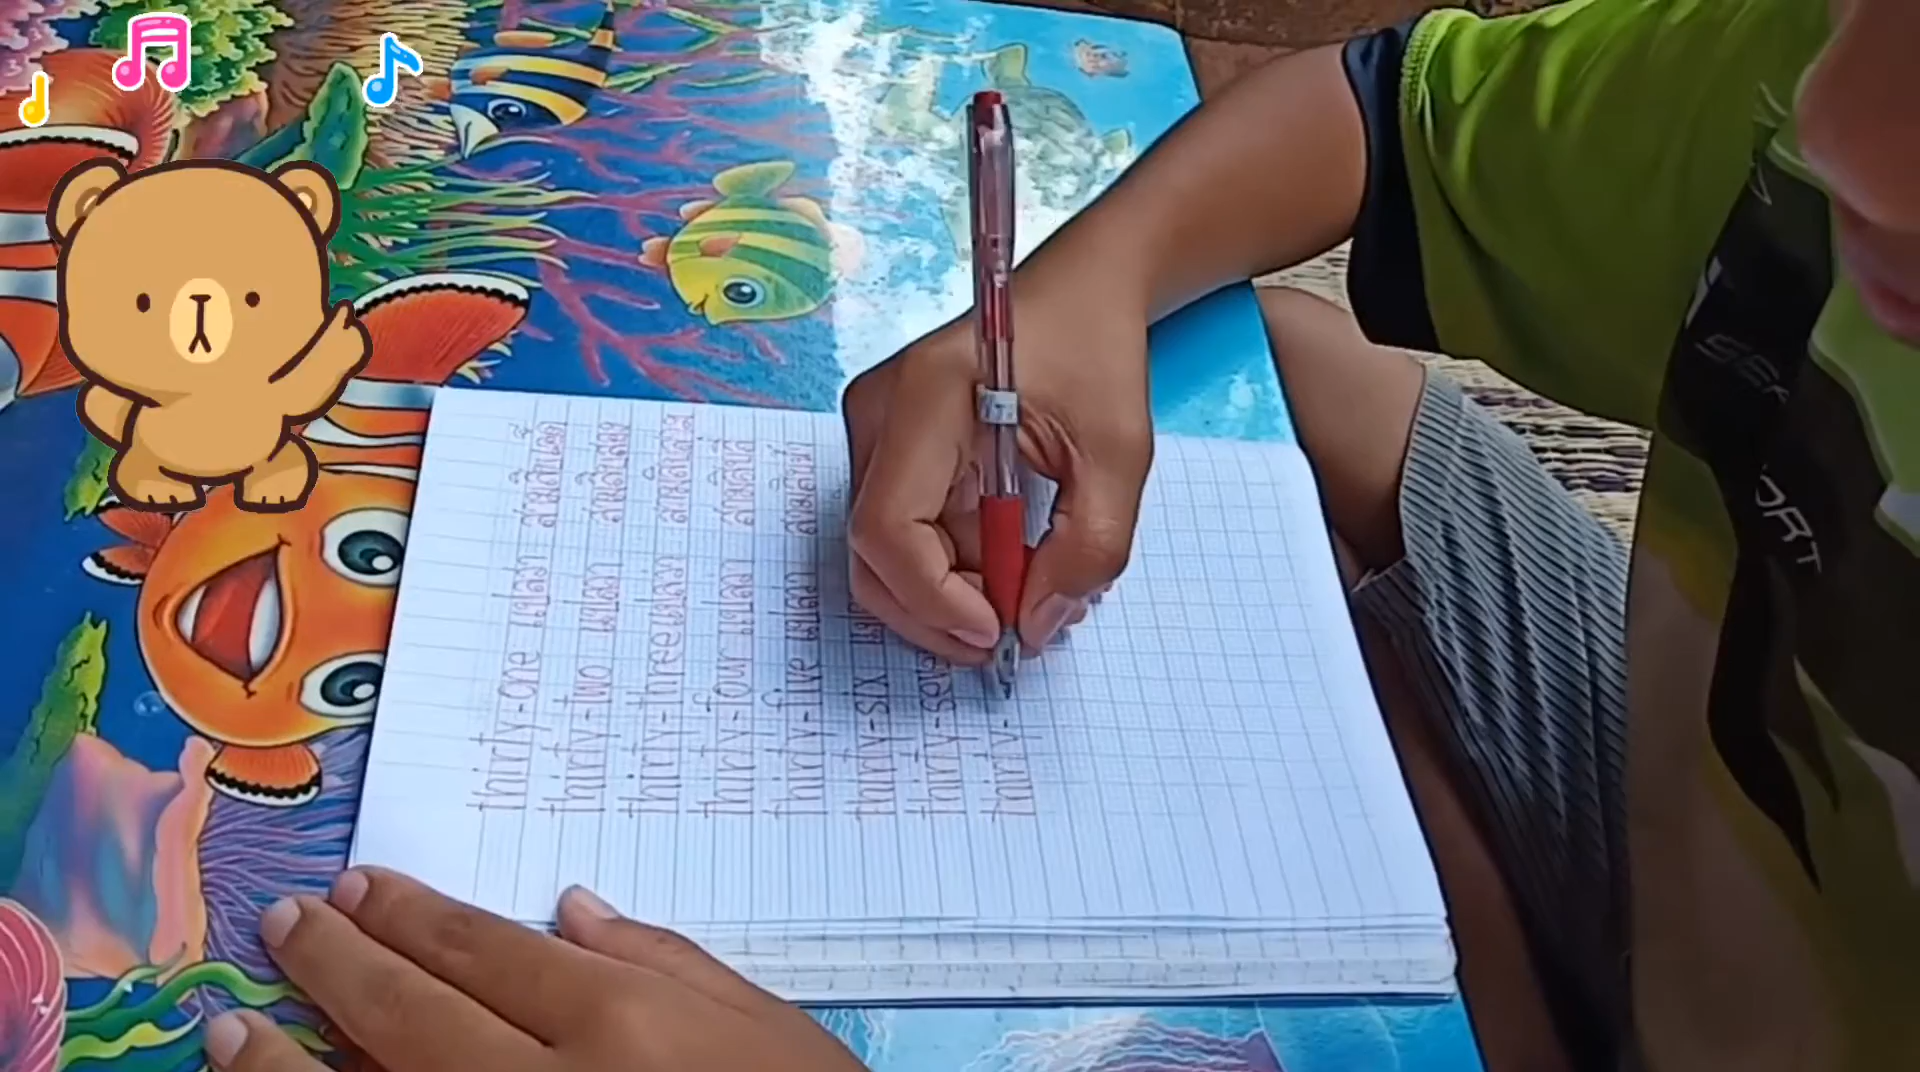 thirty-one แปลว่า สามสิบเอ็ด
thirty-two แปลว่า สามสิบสอง
thirty-three แปลว่า สามสิบสาม
thirty-four แปลว่า สามสิบสี่
thirty-five แปลว่า สามสิบห้า
thirty-six
thirty-seve
thirty-